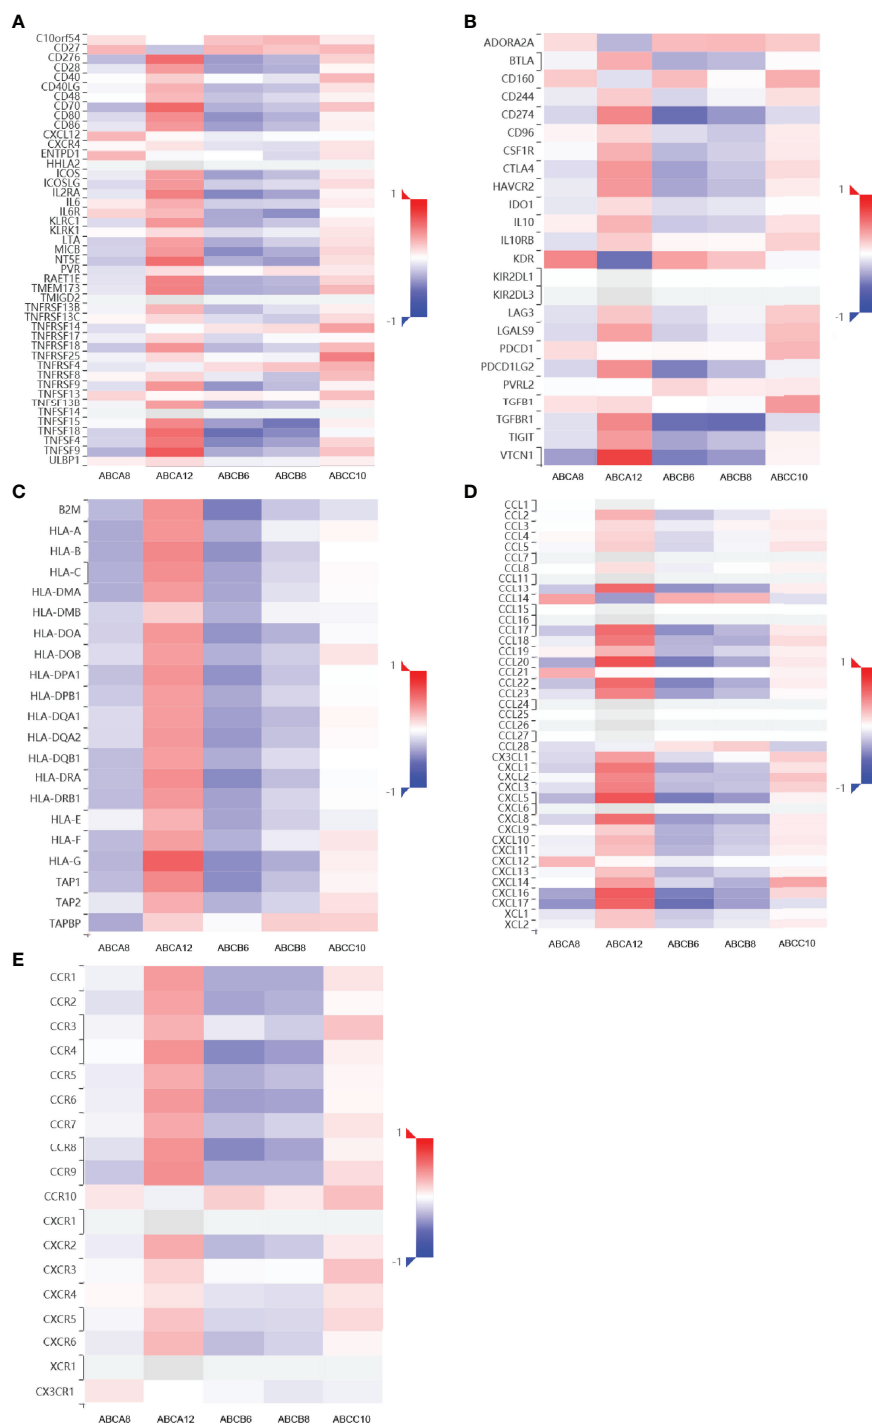 A
C10orf54
CD27
CD276
CD28
CD40
CD40LG
CD48
CD70
CD80
CD86
CXCL12
CXCR4
ENTPD1
HHLA2
ICOS
ICOSLG
IL2RA
IL6
IL6R
KLRC1
KLRK1
LTA
MICB
NT5E
PVR
RAET1E
TMEM173
TMIGD2
TNFRSF13B
TNFRSF13C
TNFRSF14
TNFRSF17
TNFRSF18
TNFRSF25
TNFRSF4
TNFRSF8
TNFRSF9
TNFSF13
TNFSF13B
TNFSF14
TNFSF15
TNFSF18
TNFSF4
TNFSF9
ULBP1
ABCA8 ABCA12 ABCB6 ABCB8 ABCC10
1
-1
B
ADORA2A
BTLA
CD160
CD244
CD274
CD96
CSF1R
CTLA4
HAVCR2
IDO1
IL10
IL10RB
KDR
KIR2DL1
KIR2DL3
LAG3
LGALS9
PDCD1
PDCD1LG2
PVRL2
TGFB1
TGFBR1
TIGIT
VTCN1
ABCA8 ABCA12 ABCB6 ABCB8 ABCC10
1
-1
C
B2M
HLA-A
HLA-B
HLA-C
HLA-DMA
HLA-DMB
HLA-DOA
HLA-DOB
HLA-DPA1
HLA-DPB1
HLA-DQA1
HLA-DQA2
HLA-DQB1
HLA-DRA
HLA-DRB1
HLA-E
HLA-F
HLA-G
TAP1
TAP2
TAPBP
ABCA8 ABCA12 ABCB6 ABCB8 ABCC10
1
-1
D
CCL1
CCL2
CCL3
CCL4
CCL5
CCL7
CCL8
CCL11
CCL13
CCL14
CCL15
CCL16
CCL17
CCL18
CCL19
CCL20
CCL21
CCL22
CCL23
CCL24
CCL25
CCL26
CCL27
CCL28
CX3CL1
CXCL1
CXCL2
CXCL3
CXCL5
CXCL6
CXCL8
CXCL9
CXCL10
CXCL11
CXCL12
CXCL13
CXCL14
CXCL16
CXCL17
XCL1
XCL2
ABCA8 ABCA12 ABCB6 ABCB8 ABCC10
1
-1
E
CCR1
CCR2
CCR3
CCR4
CCR5
CCR6
CCR7
CCR8
CCR9
CCR10
CXCR1
CXCR2
CXCR3
CXCR4
CXCR5
CXCR6
XCR1
CX3CR1
ABCA8 ABCA12 ABCB6 ABCB8 ABCC10
1
-1